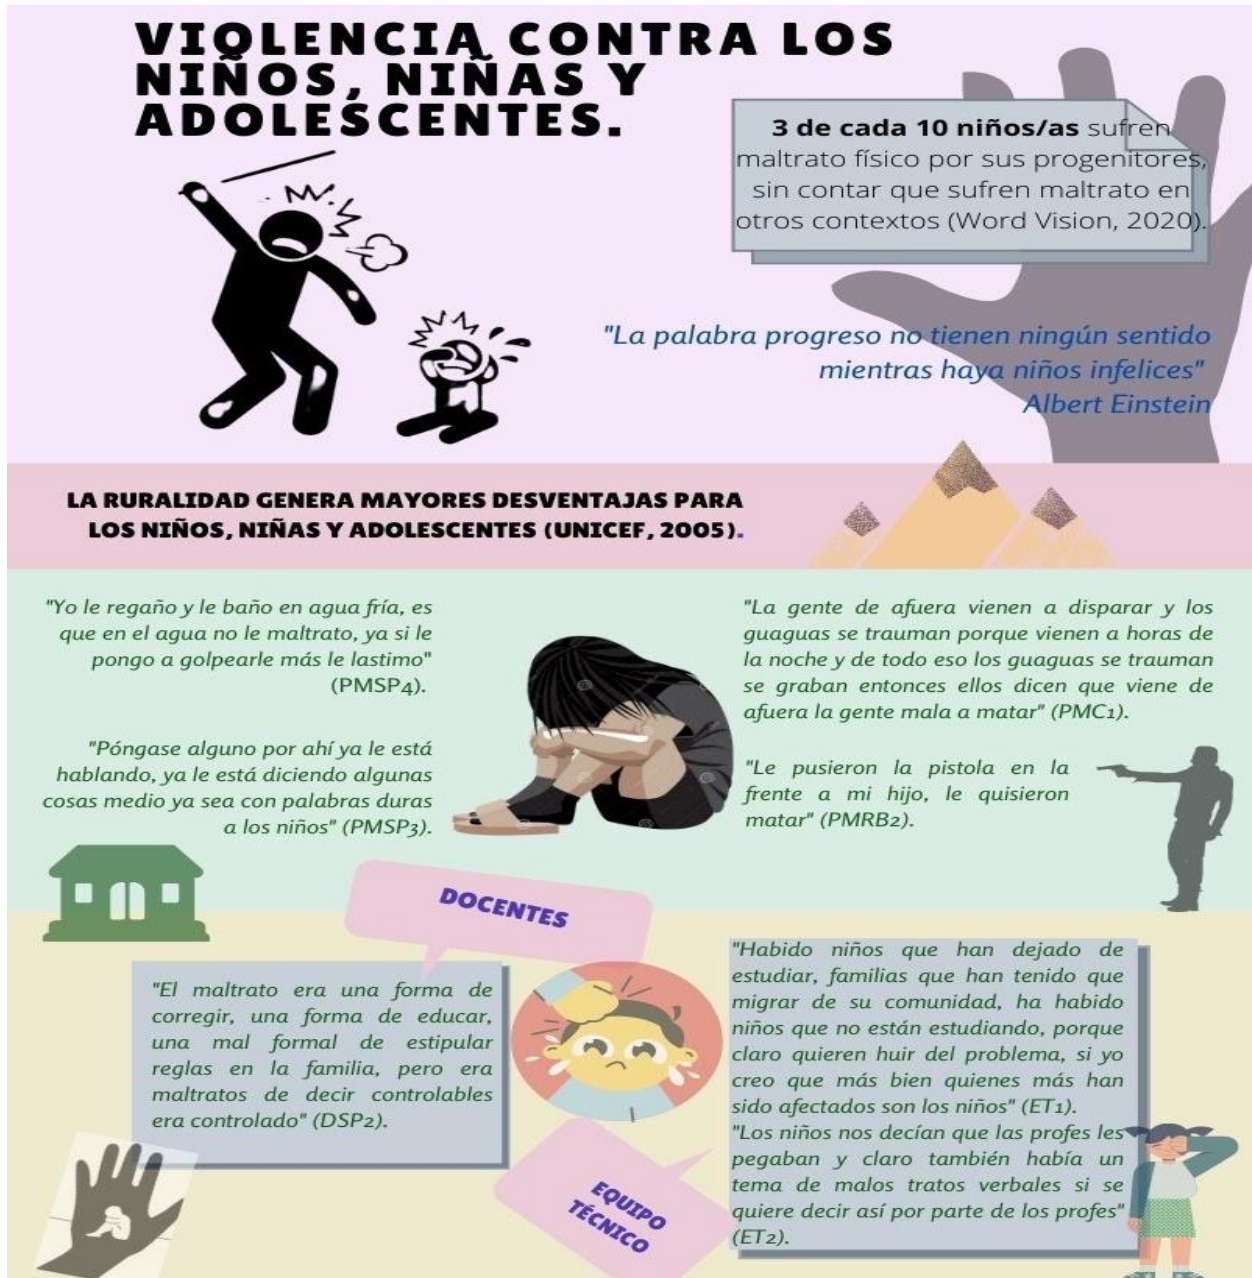 VIOLENCIA CONTRA LOS
NIÑOS, NIÑAS Y
ADOLESCENTES.
3 de cada 10 niños/as sufren
maltrato físico por sus progenitores,
sin contar que sufren maltrato en
otros contextos (Word Vision, 2020).
"La palabra progreso no tienen ningún sentido
mientras haya niños infelices"
Albert Einstein
LA RURALIDAD GENERA MAYORES DESVENTAJAS PARA
LOS NIÑOS, NIÑAS Y ADOLESCENTES (UNICEF, 2005).
"Yo le regaño y le baño en agua fría, es
que en el agua no le maltrato, ya si le
pongo a golpearle más le lastimo"
(PMSP4).
"Póngase alguno por ahí ya le está
hablando, ya le está diciendo algunas
cosas medio ya sea con palabras duras
a los niños" (PMSP3).
"La gente de afuera vienen a disparar y los
guaguas se trauman porque vienen a horas de
la noche y de todo eso los guaguas se trauman
se graban entonces ellos dicen que viene de
afuera la gente mala a matar" (PMC1).
"Le pusieron la pistola en la
frente a mi hijo, le quisieron
matar" (PMRB2).
DOCENTES
"El maltrato era una forma de
corregir, una forma de educar,
una mal formal de estipular
reglas en la familia, pero era
maltratos de decir controlables
era controlado" (DSP2).
"Habido niños que han dejado de
estudiar, familias que han tenido que
migrar de su comunidad, ha habido
niños que no están estudiando, porque
claro quieren huir del problema, si yo
creo que más bien quienes más han
sido afectados son los niños" (ET1).
"Los niños nos decían que las profes les
pegaban y claro también había un
tema de malos tratos verbales si se
quiere decir así por parte de los profes"
(ET2).
EQUIPO
TÉCNICO